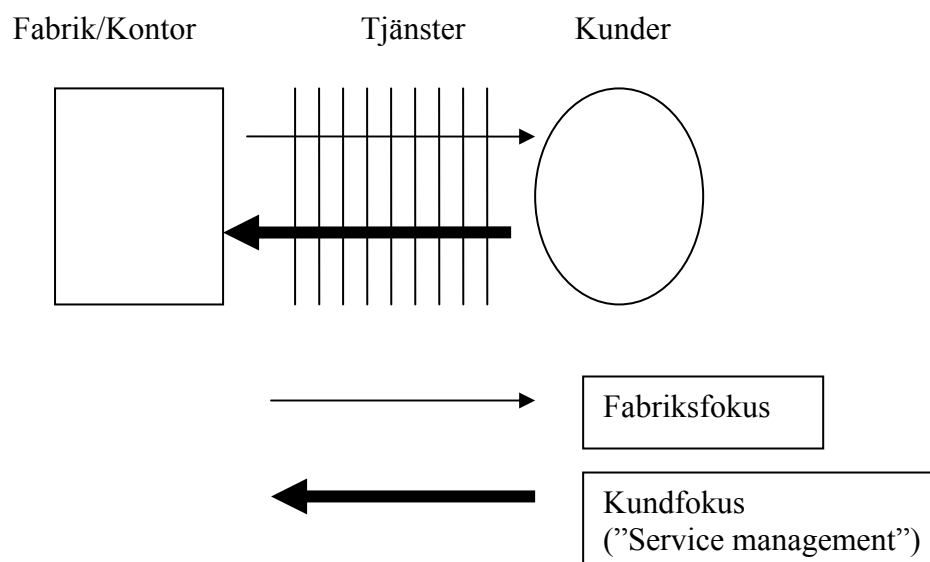 Fabrik/Kontor Tjänster Kunder
Fabriksfokus
Kundfokus
(”Service management”)